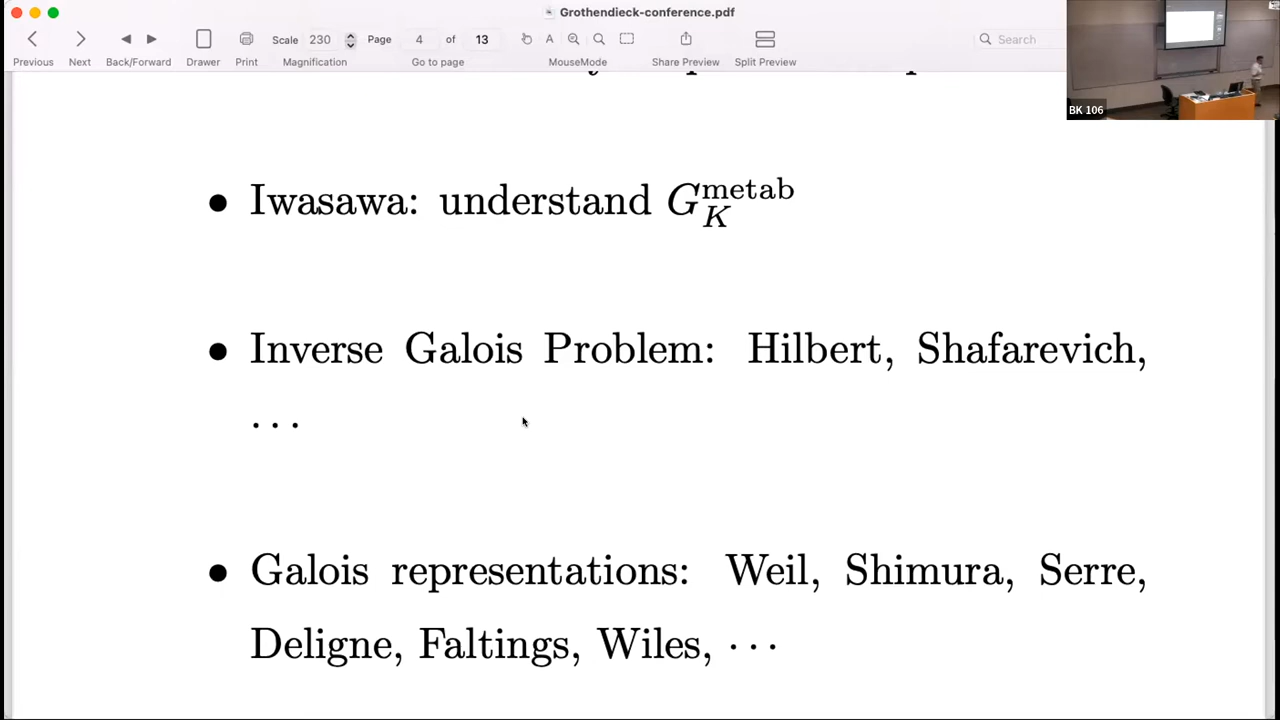 Grothendieck-conference.pdf
Previous Next Back/Forward Drawer Print Scale 230 Magnification Page 4 of 13 Go to page MouseMode Share Preview Split Preview Search
BK 106
• Iwasawa: understand G_K^metab
• Inverse Galois Problem: Hilbert, Shafarevich,
· · ·
• Galois representations: Weil, Shimura, Serre,
Deligne, Faltings, Wiles, · · ·